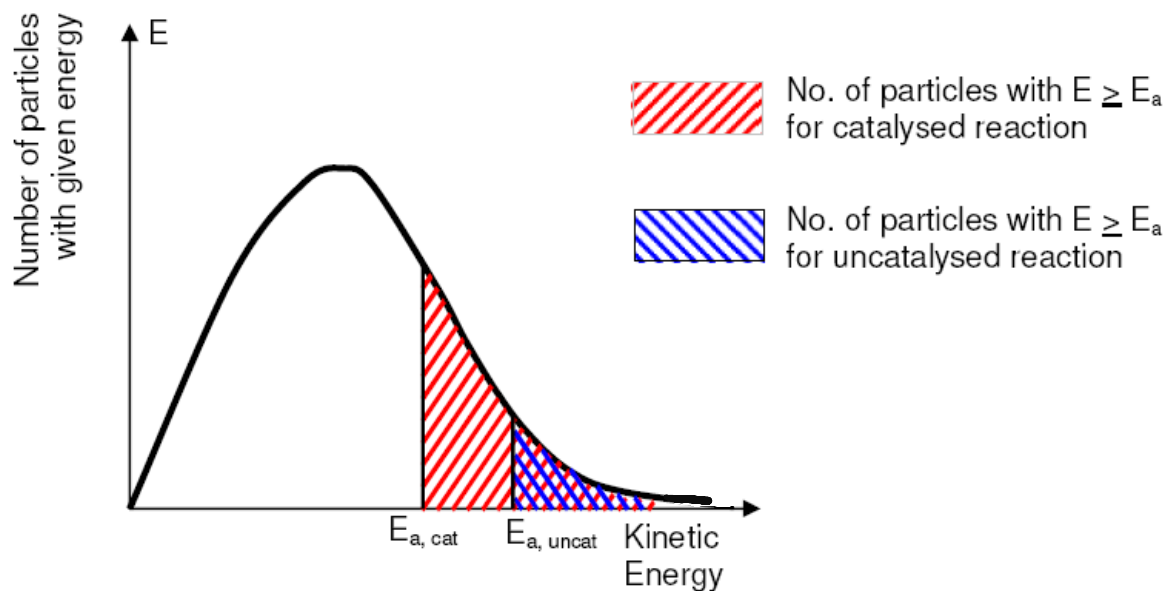 Number of particles
with given energy
E
No. of particles with E ≥ Eₐ
for catalysed reaction
No. of particles with E ≥ Eₐ
for uncatalysed reaction
Eₐ, cat
Eₐ, uncat
Kinetic
Energy